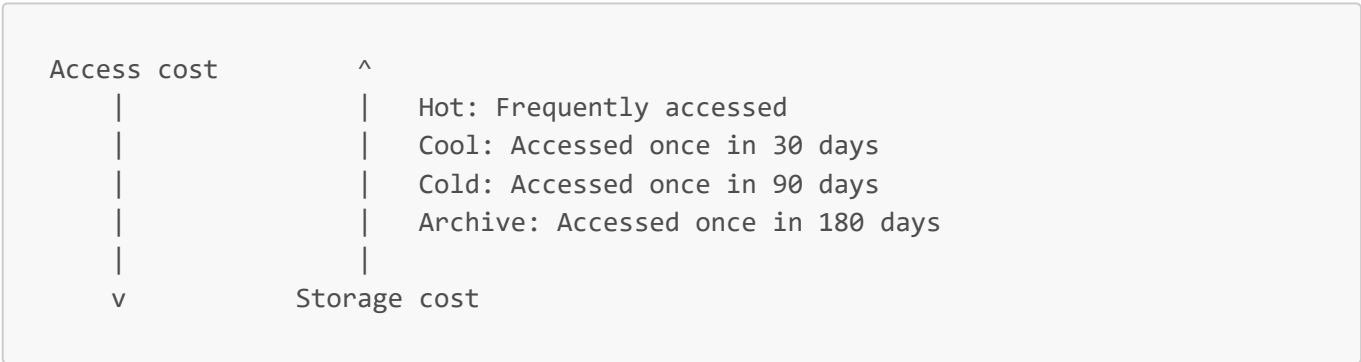 Access cost ^
| | Hot: Frequently accessed
| | Cool: Accessed once in 30 days
| | Cold: Accessed once in 90 days
| | Archive: Accessed once in 180 days
| |
v Storage cost